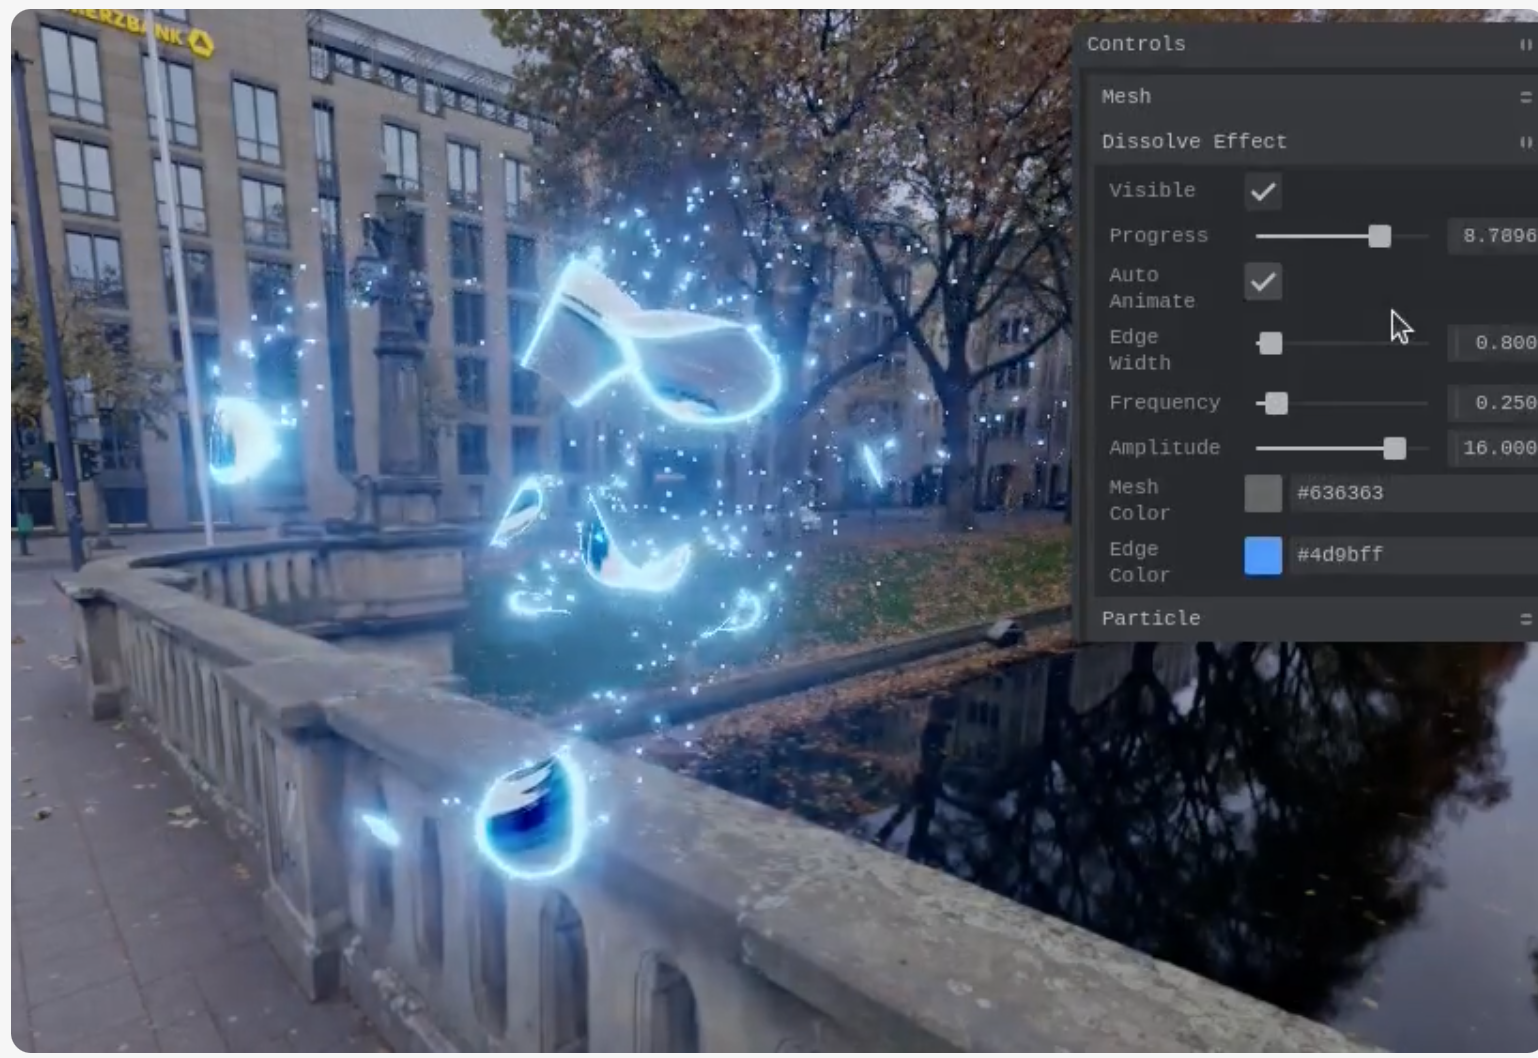 ERZBANK
Controls
Mesh
Dissolve Effect
Visible
Progress 8.7896
Auto
Animate
Edge
Width 0.800
Frequency 0.250
Amplitude 16.000
Mesh
Color #636363
Edge
Color #4d9bff
Particle